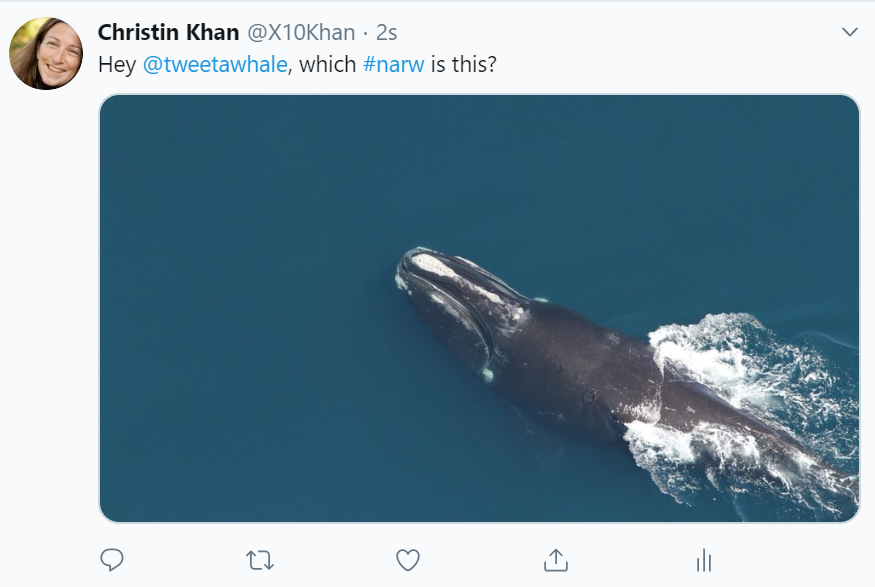 Christin Khan @X10Khan · 2s
Hey @tweetawhale, which #narw is this?